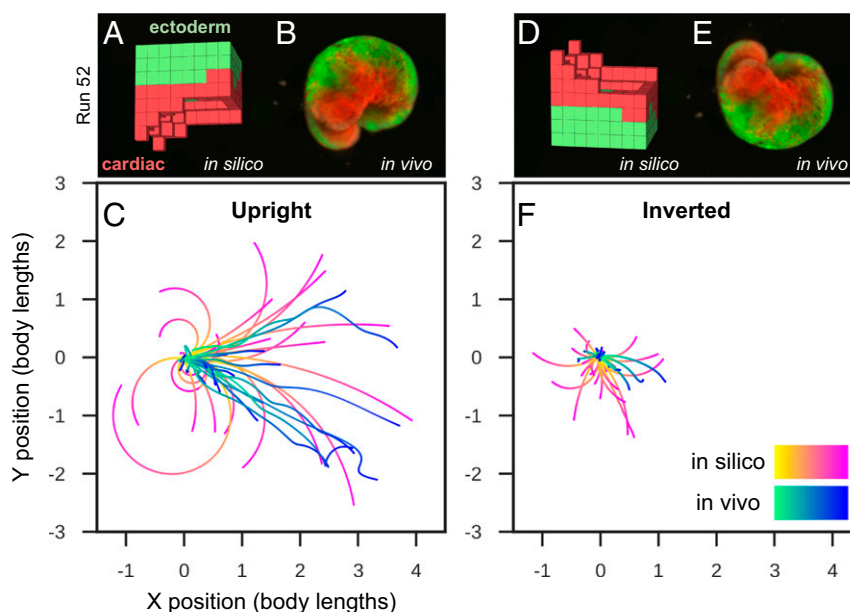 A
ectoderm
B
Run 52
cardiac
in silico
in vivo
D
E
in silico
in vivo
C
Upright
3
2
1
0
-1
-2
-3
Y position (body lengths)
-1 0 1 2 3 4
X position (body lengths)
F
Inverted
3
2
1
0
-1
-2
-3
in silico
in vivo
-1 0 1 2 3 4